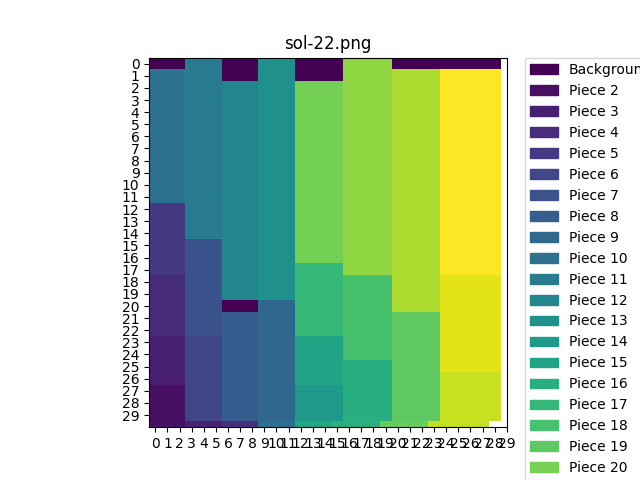 sol-22.png
0
1
2
3
4
5
6
7
8
9
10
11
12
13
14
15
16
17
18
19
20
21
22
23
24
25
26
27
28
29
0 1 2 3 4 5 6 7 8 9 10 11 12 13 14 15 16 17 18 19 20 21 22 23 24 25 26 27 28 29
Backgroun
Piece 2
Piece 3
Piece 4
Piece 5
Piece 6
Piece 7
Piece 8
Piece 9
Piece 10
Piece 11
Piece 12
Piece 13
Piece 14
Piece 15
Piece 16
Piece 17
Piece 18
Piece 19
Piece 20